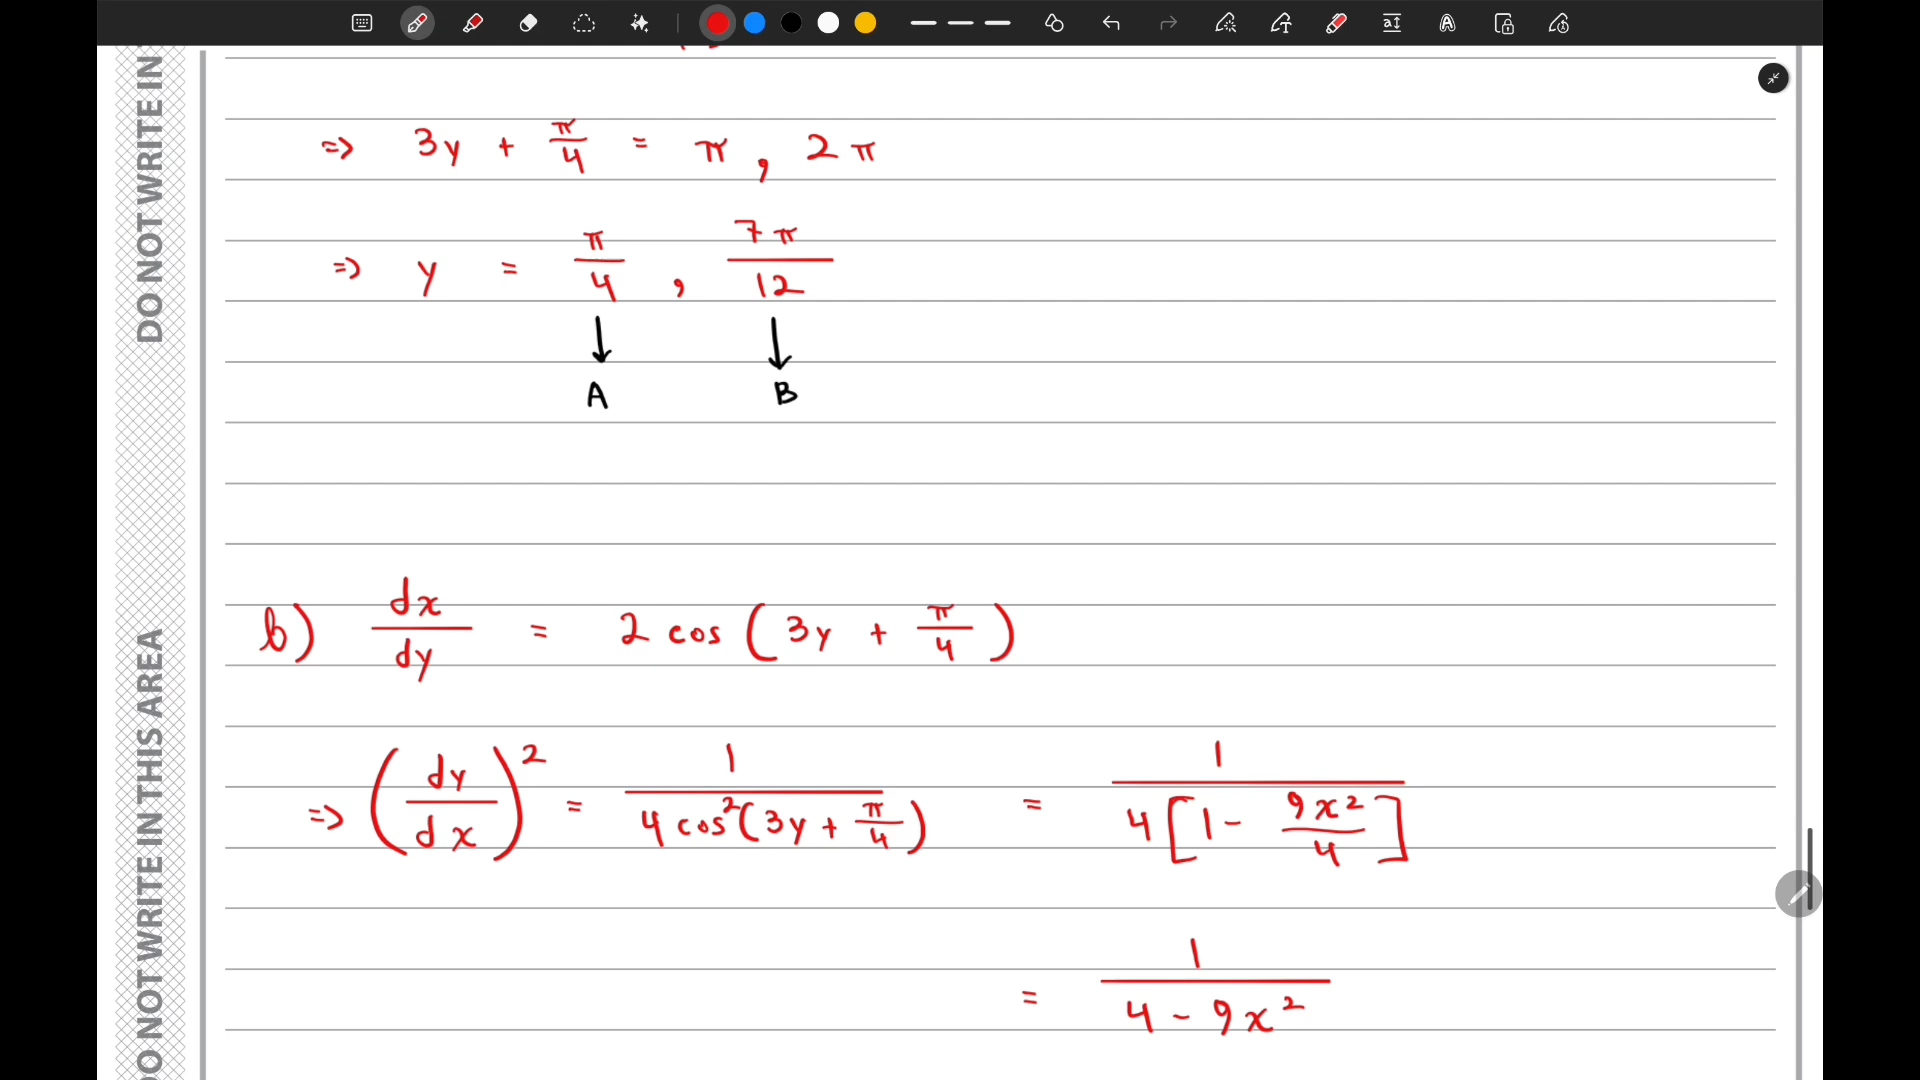 ⇒ 3y + π/4 = π, 2π
⇒ y = π/4, 7π/12
↓ ↓
A B
b) dx/dy = 2 cos (3y + π/4)
⇒ (dy/dx)² = 1/(4 cos²(3y + π/4)) = 1/(4[1 - 9x²/4])
= 1/(4 - 9x²)
DO NOT WRITE IN
DO NOT WRITE IN THIS AREA